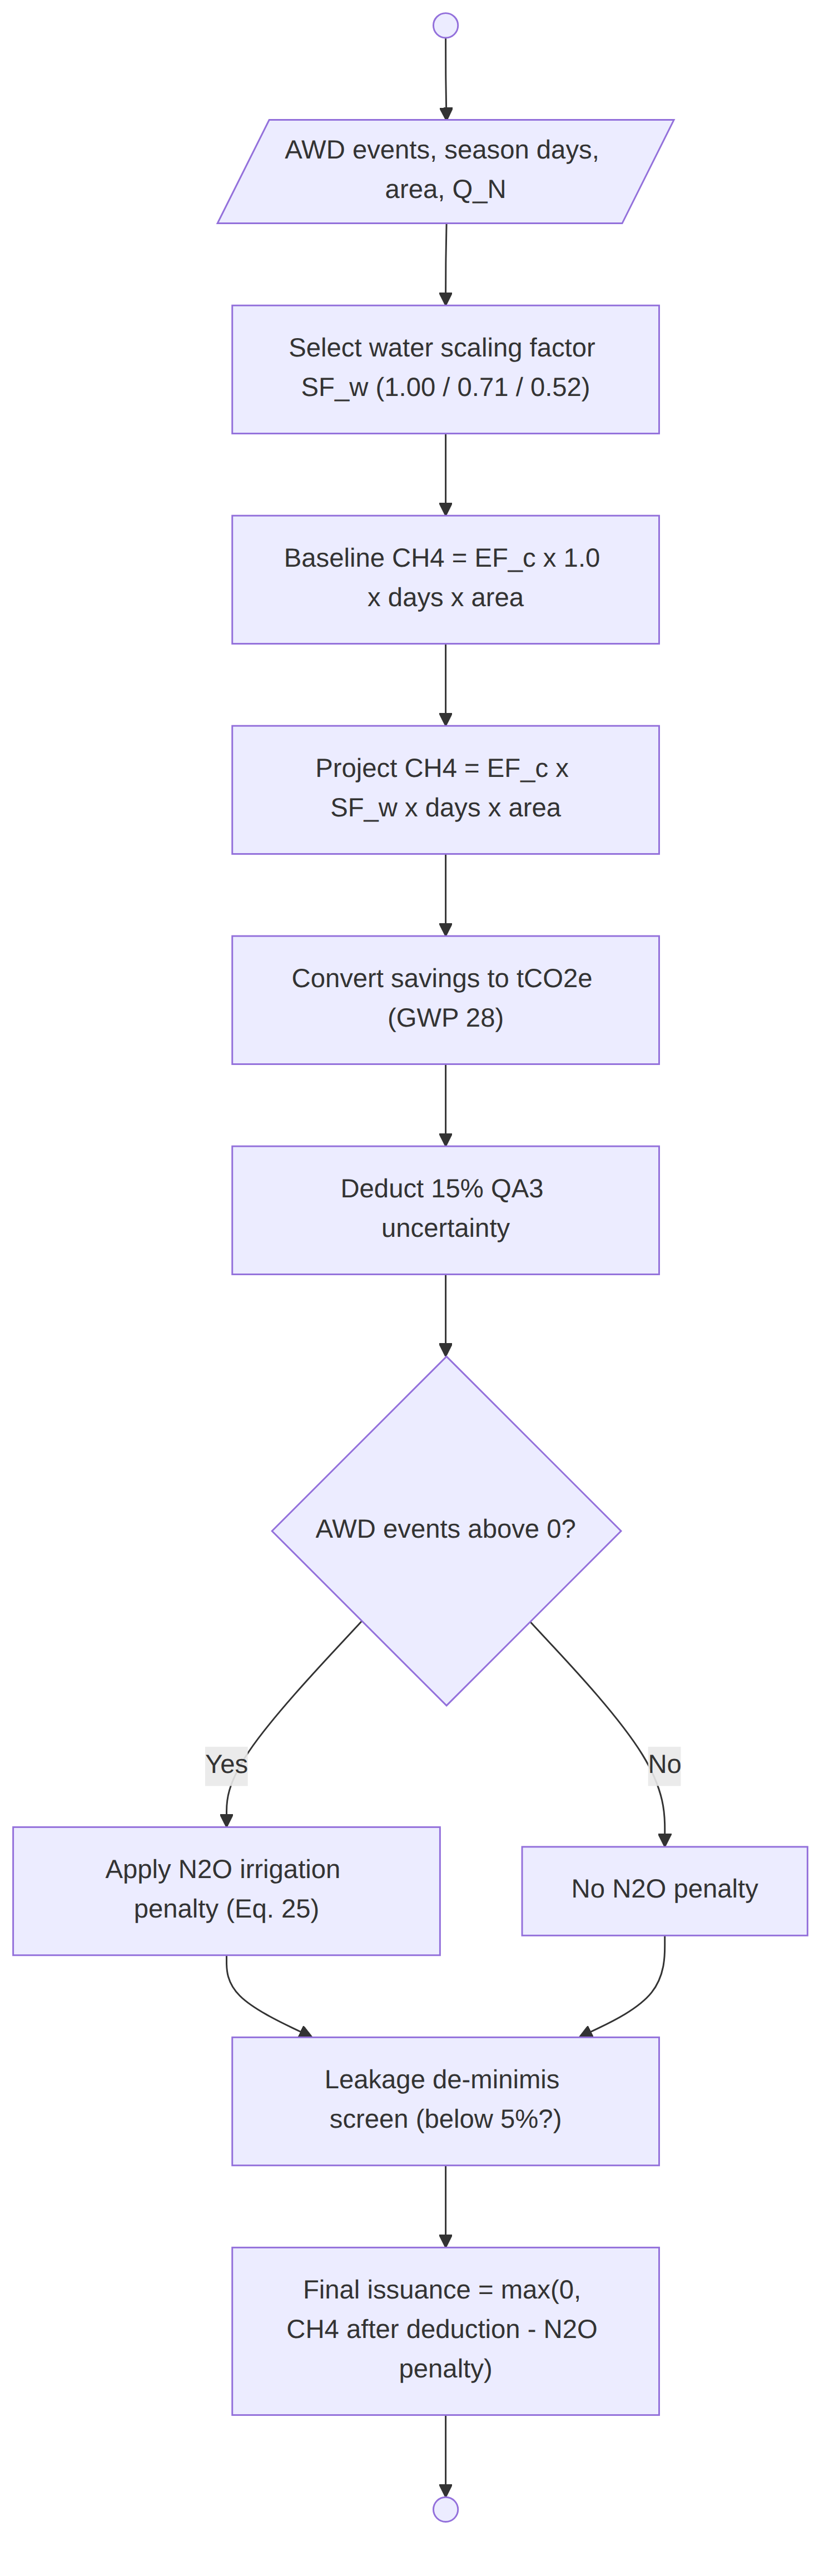 AWD events, season days,
area, Q_N
Select water scaling factor
SF_w (1.00 / 0.71 / 0.52)
Baseline CH4 = EF_c x 1.0
x days x area
Project CH4 = EF_c x
SF_w x days x area
Convert savings to tCO2e
(GWP 28)
Deduct 15% QA3
uncertainty
AWD events above 0?
Yes
No
Apply N2O irrigation
penalty (Eq. 25)
No N2O penalty
Leakage de-minimis
screen (below 5%?)
Final issuance = max(0,
CH4 after deduction - N2O
penalty)